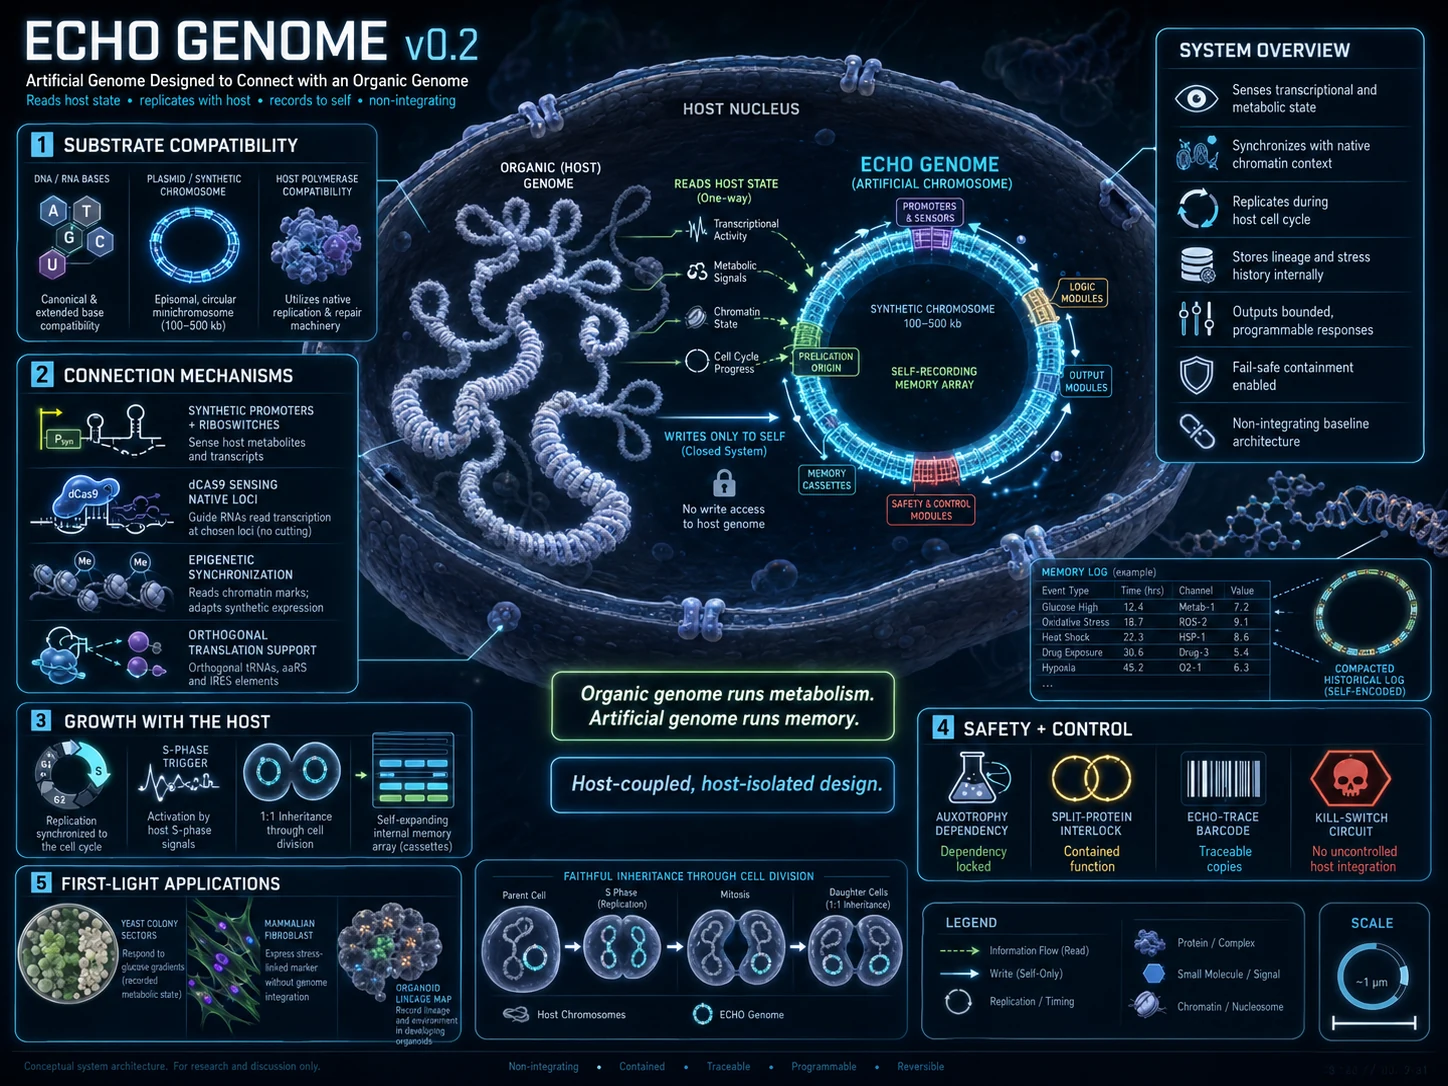 ECHO GENOME v0.2
Artificial Genome Designed to Connect with an Organic Genome
Reads host state • replicates with host • records to self • non-integrating
1 SUBSTRATE COMPATIBILITY
DNA / RNA BASES
A T
G C
U
Canonical &
extended base
compatibility
PLASMID / SYNTHETIC
CHROMOSOME
Episomal, circular
minichromosome
(100–500 kb)
HOST POLYMERASE
COMPATIBILITY
Utilizes native
replication & repair
machinery
2 CONNECTION MECHANISMS
Psyn
SYNTHETIC PROMOTERS
+ RIBOSWITCHES
Sense host metabolites
and transcripts
dCas9
dCAS9 SENSING
NATIVE LOCI
Guide RNAs read transcription
at chosen loci (no cutting)
Me Me
EPIGENETIC
SYNCHRONIZATION
Reads chromatin marks;
adapts synthetic expression
ORTHOGONAL
TRANSLATION SUPPORT
Orthogonal tRNAs, aaRS
and IRES elements
HOST NUCLEUS
ORGANIC (HOST)
GENOME
READS HOST STATE
(One-way)
Transcriptional
Activity
Metabolic
Signals
Chromatin
State
Cell Cycle
Progress
WRITES ONLY TO SELF
(Closed System)
No write access
to host genome
ECHO GENOME
(ARTIFICIAL CHROMOSOME)
PROMOTERS
& SENSORS
LOGIC
MODULES
SYNTHETIC CHROMOSOME
100–500 kb
PRELICATION
ORIGIN
SELF-RECORDING
MEMORY ARRAY
OUTPUT
MODULES
MEMORY
CASSETTES
SAFETY & CONTROL
MODULES
SYSTEM OVERVIEW
Senses transcriptional and
metabolic state
Synchronizes with native
chromatin context
Replicates during
host cell cycle
Stores lineage and stress
history internally
Outputs bounded,
programmable responses
Fail-safe containment
enabled
Non-integrating baseline
architecture
MEMORY LOG (example)
Event Type Time (hrs) Channel Value
Glucose High 12.4 Metab-1 7.2
Oxidative Stress 18.7 ROS-2 9.1
Heat Shock 22.3 HSP-1 8.6
Drug Exposure 30.6 Drug-3 5.4
Hypoxia 45.2 O2-1 6.3
...
COMPACTED
HISTORICAL LOG
(SELF-ENCODED)
Organic genome runs metabolism.
Artificial genome runs memory.
Host-coupled, host-isolated design.
3 GROWTH WITH THE HOST
G1 S
G2
Replication
synchronized to
the cell cycle
S-PHASE
TRIGGER
Activation by
host S-phase
signals
1:1 Inheritance
through cell
division
Self-expanding
internal memory
array (cassettes)
4 SAFETY + CONTROL
AUXOTROPHY
DEPENDENCY
Dependency
locked
SPLIT-PROTEIN
INTERLOCK
Contained
function
ECHO-TRACE
BARCODE
Traceable
copies
KILL-SWITCH
CIRCUIT
No uncontrolled
host integration
5 FIRST-LIGHT APPLICATIONS
YEAST COLONY
SECTORS
Respond to
glucose gradients
(recorded
metabolic state)
MAMMALIAN
FIBROBLAST
Express stress-
linked marker
without genome
integration
ORGANOID
LINEAGE MAP
Record lineage
and environment
in developing
organoids
FAITHFUL INHERITANCE THROUGH CELL DIVISION
Parent Cell
S Phase
(Replication)
Mitosis
Daughter Cells
(1:1 Inheritance)
Host Chromosomes
ECHO Genome
LEGEND
Information Flow (Read)
Write (Self-Only)
Replication / Timing
Protein / Complex
Small Molecule / Signal
Chromatin / Nucleosome
SCALE
~1 μm
Conceptual system architecture. For research and discussion only.
Non-integrating • Contained • Traceable • Programmable • Reversible